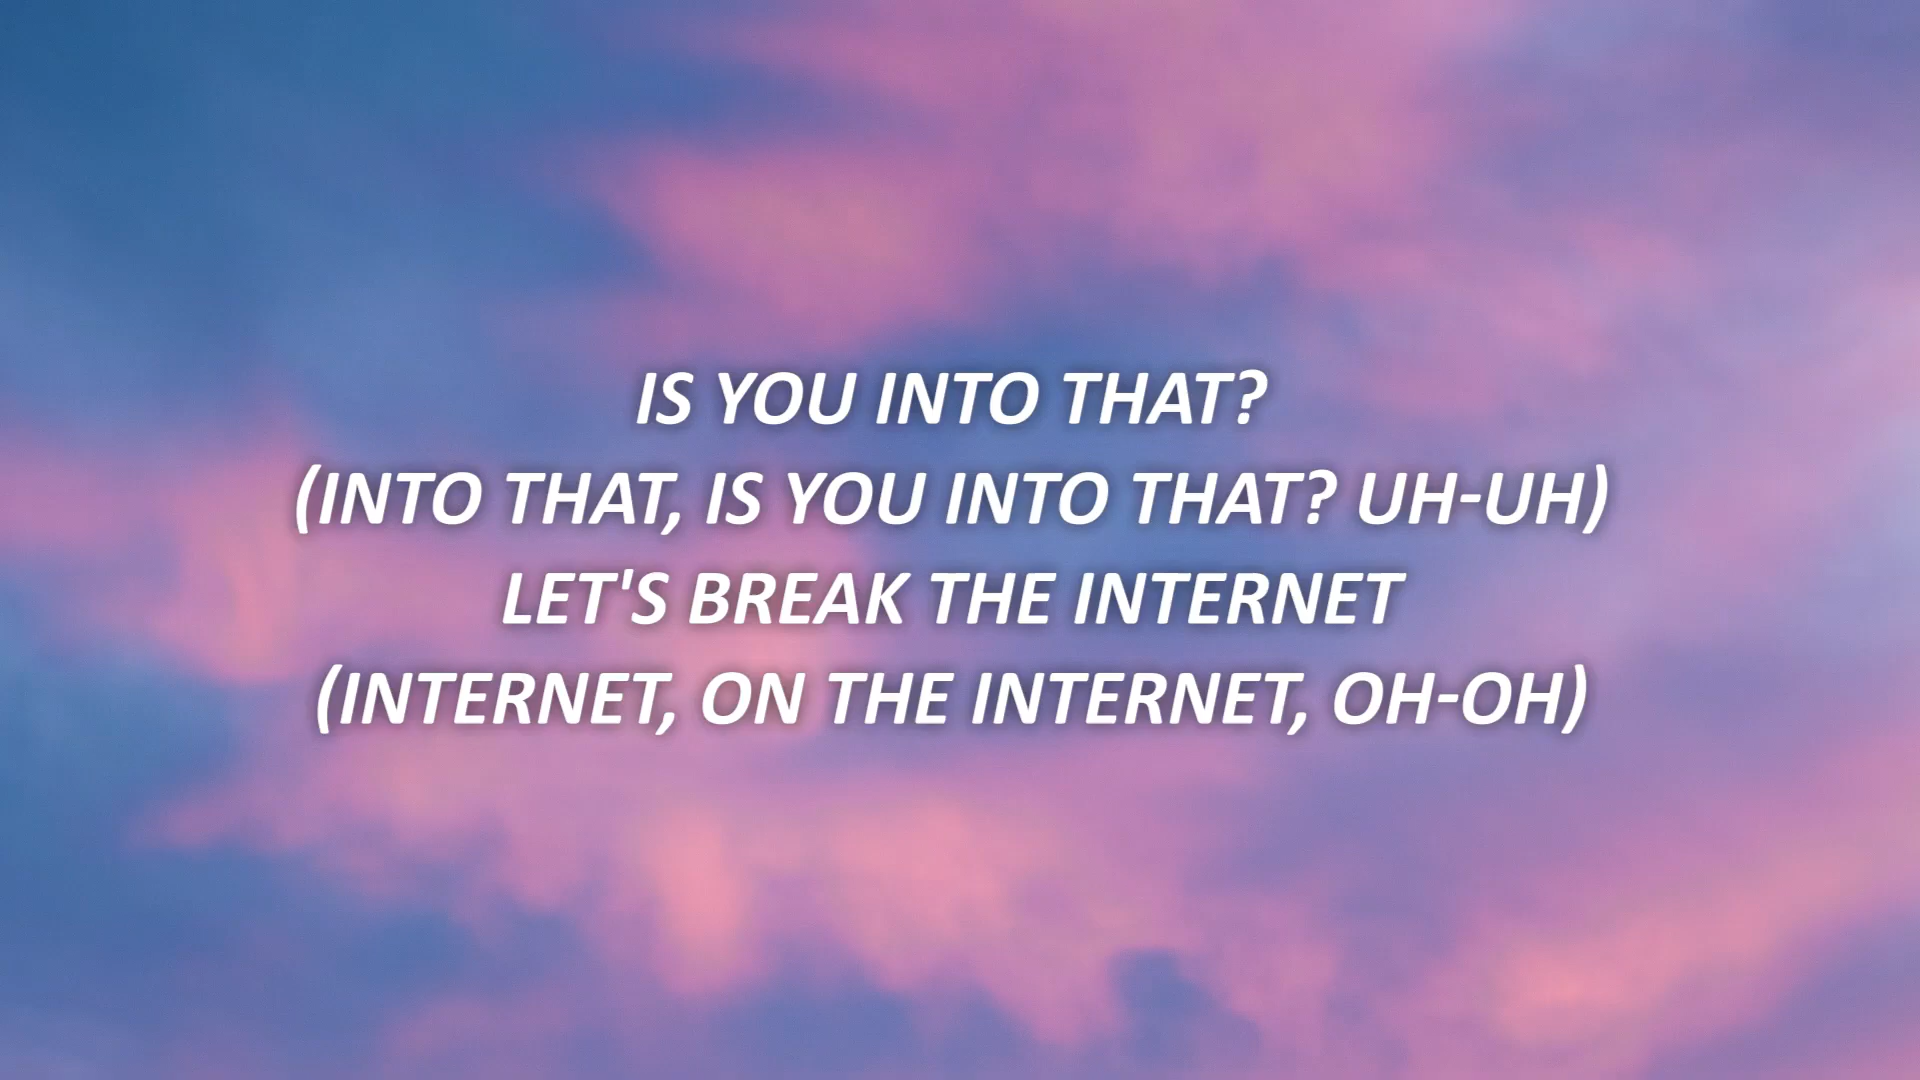 IS YOU INTO THAT?
(INTO THAT, IS YOU INTO THAT? UH-UH)
LET'S BREAK THE INTERNET
(INTERNET, ON THE INTERNET, OH-OH)